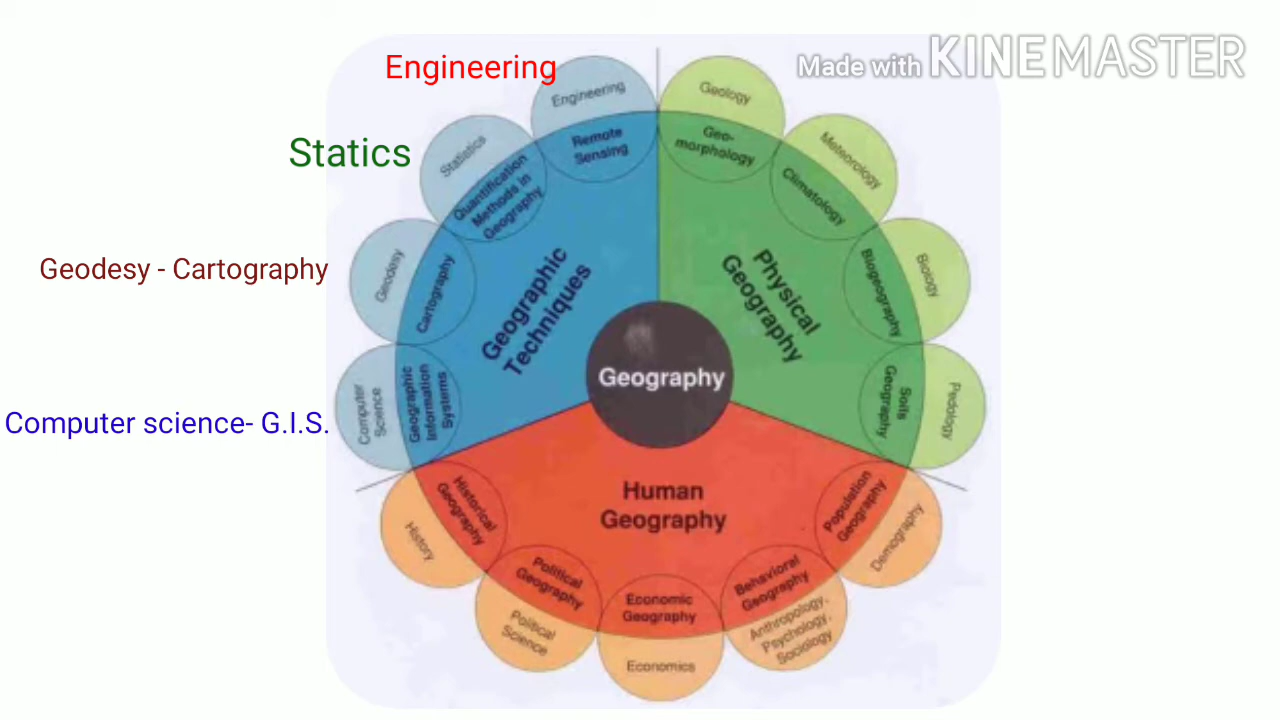 Engineering
Made with KINEMASTER
Statics
Geodesy - Cartography
Computer science- G.I.S.
Engineering
Remote
Sensing
Statistics
Quantification
Methods in
Geography
Geodesy
Cartography
Computer
Science
Geographic
Information
Systems
Geographic
Techniques
Geology
Geo-
morphology
Meteorology
Climatology
Biology
Biogeography
Pedology
Soils
Geography
Physical
Geography
Geography
Human
Geography
History
Historical
Geography
Political
Geography
Political
Science
Economic
Geography
Economics
Behavioral
Geography
Anthropology,
Psychology,
Sociology
Population
Geography
Demography